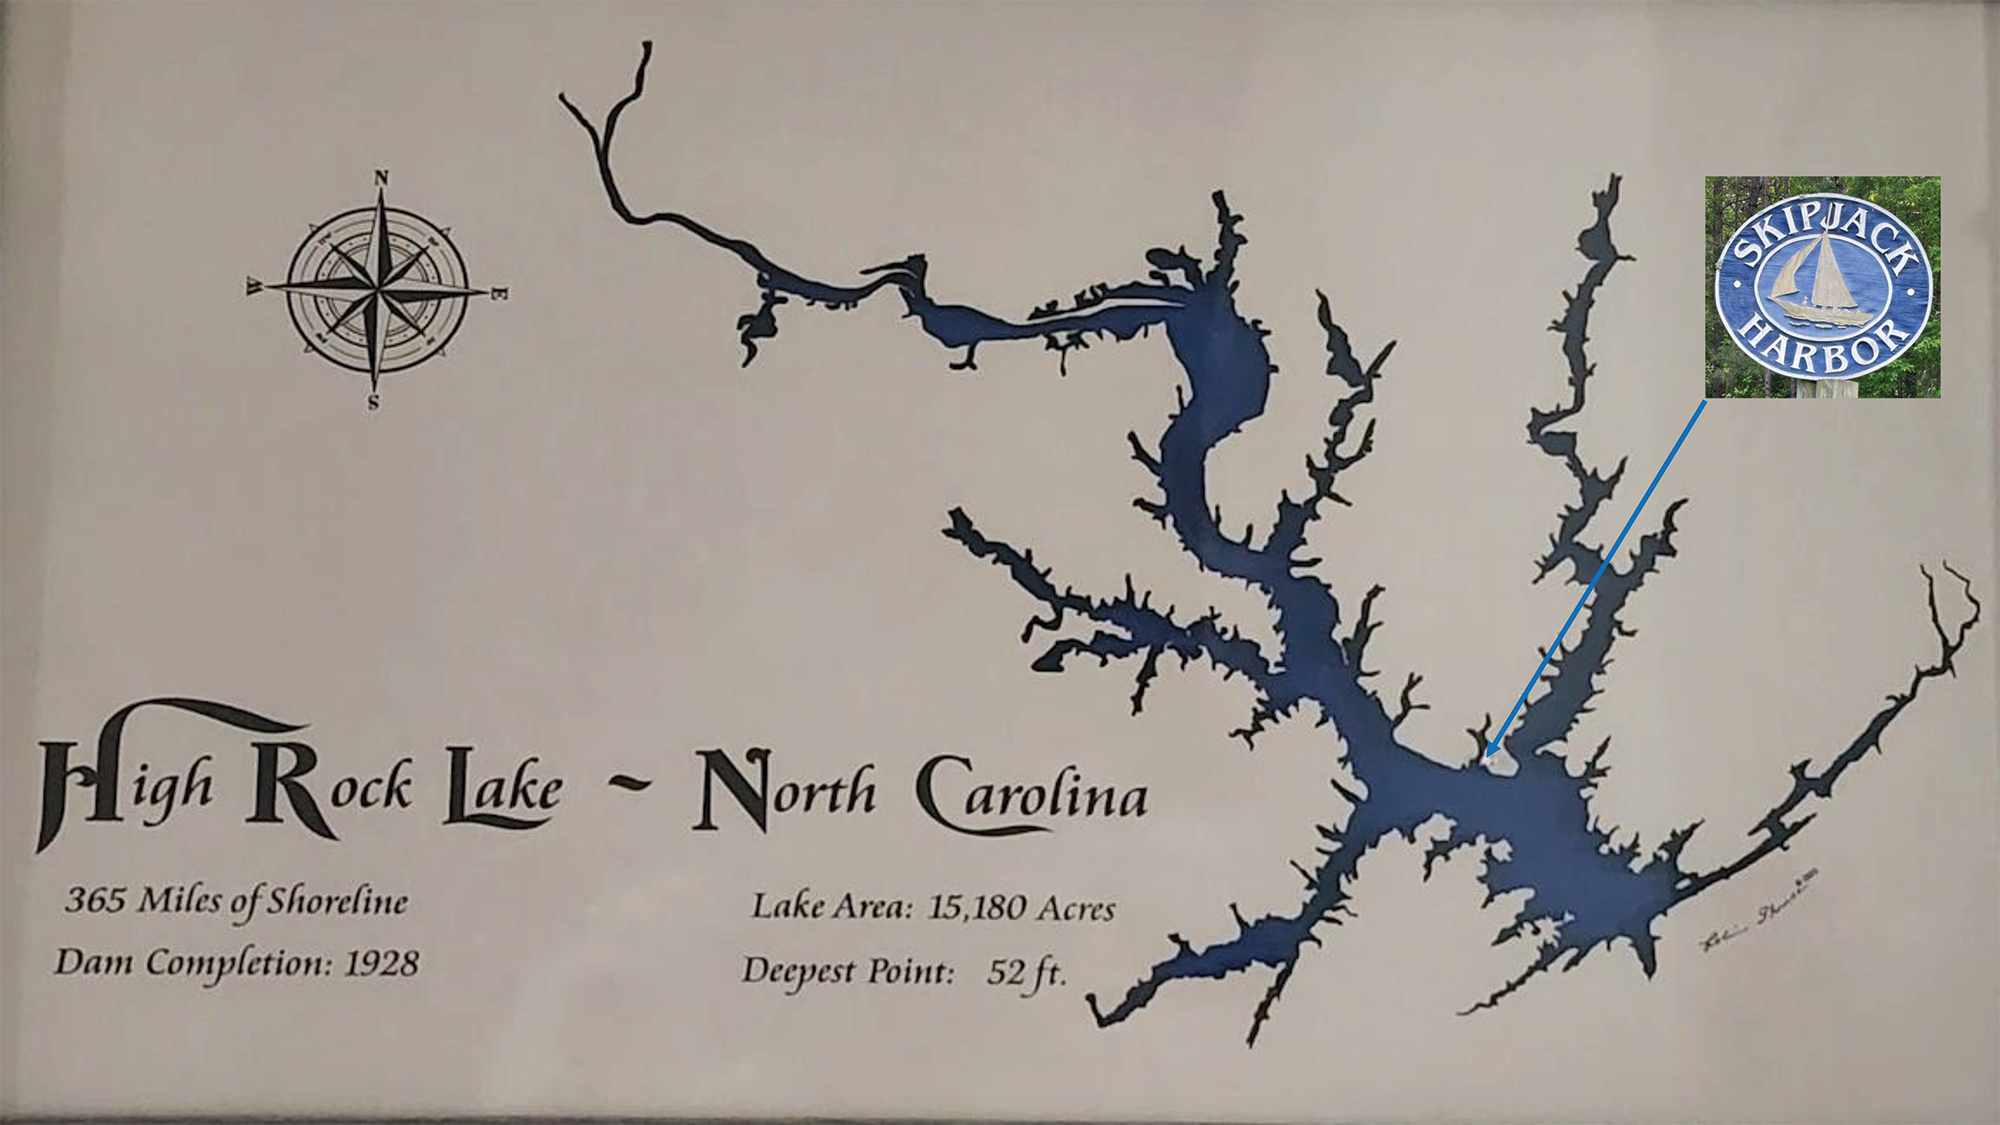 N
W
E
S
SKIPJACK
HARBOR
High Rock Lake ~ North Carolina
365 Miles of Shoreline
Dam Completion: 1928
Lake Area: 15,180 Acres
Deepest Point: 52 ft.